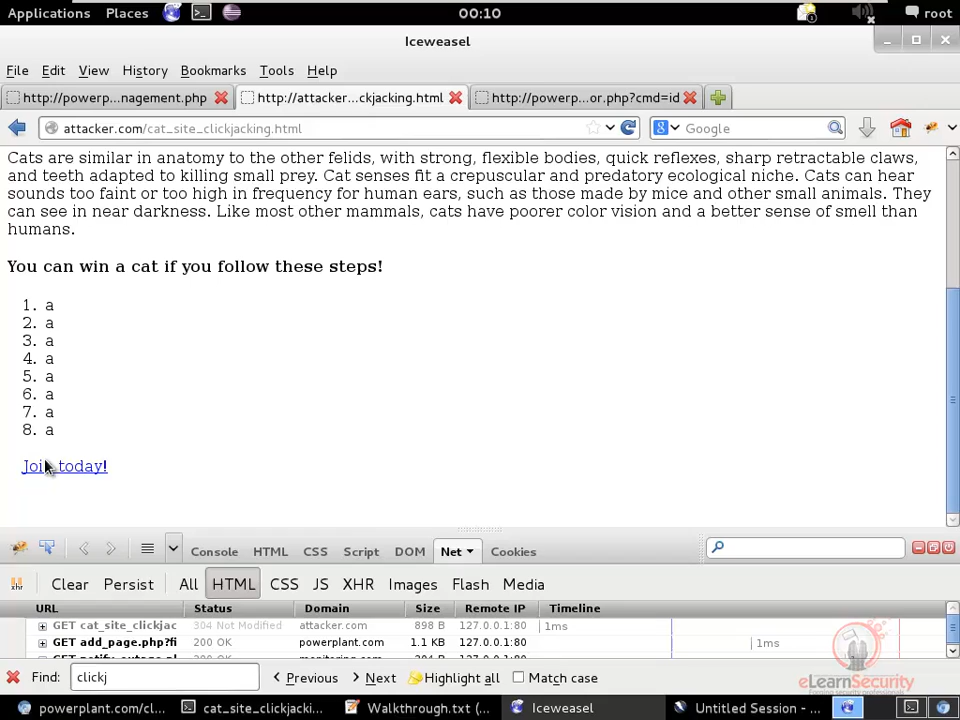 Applications Places 00:10 root
Iceweasel
File Edit View History Bookmarks Tools Help
http://powerp...nagement.php http://attacker...ckjacking.html http://powerp...or.php?cmd=id
attacker.com/cat_site_clickjacking.html Google
Cats are similar in anatomy to the other felids, with strong, flexible bodies, quick reflexes, sharp retractable claws,
and teeth adapted to killing small prey. Cat senses fit a crepuscular and predatory ecological niche. Cats can hear
sounds too faint or too high in frequency for human ears, such as those made by mice and other small animals. They
can see in near darkness. Like most other mammals, cats have poorer color vision and a better sense of smell than
humans.
You can win a cat if you follow these steps!
1. a
2. a
3. a
4. a
5. a
6. a
7. a
8. a
Join today!
Console HTML CSS Script DOM Net Cookies
Clear Persist All HTML CSS JS XHR Images Flash Media
URL Status Domain Size Remote IP Timeline
GET cat_site_clickjac 304 Not Modified attacker.com 898 B 127.0.0.1:80 1ms
GET add_page.php?fi 200 OK powerplant.com 1.1 KB 127.0.0.1:80 1ms
Find: clickj Previous Next Highlight all Match case
eLearnSecurity
Forging security professionals
powerplant.com/cl... cat_site_clickjacki... Walkthrough.txt (... Iceweasel Untitled Session - ...